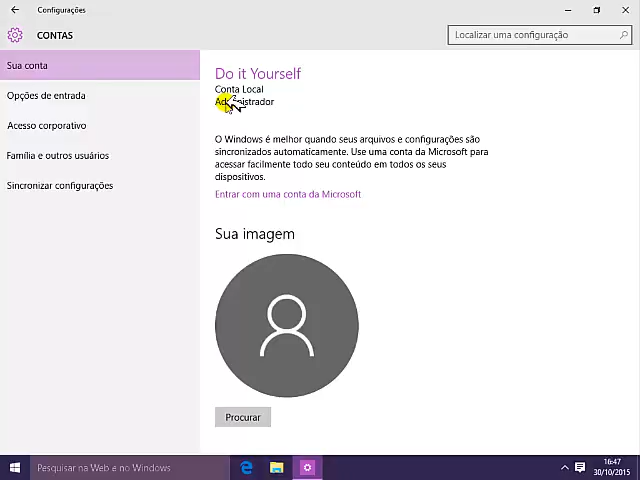 Configurações
CONTAS
Localizar uma configuração
Sua conta
Opções de entrada
Acesso corporativo
Família e outros usuários
Sincronizar configurações
Do it Yourself
Conta Local
O Windows é melhor quando seus arquivos e configurações são
sincronizados automaticamente. Use uma conta da Microsoft para
acessar facilmente todo seu conteúdo em todos os seus
dispositivos.
Entrar com uma conta da Microsoft
Sua imagem
Procurar
Pesquisar na Web e no Windows
16:47
30/10/2015